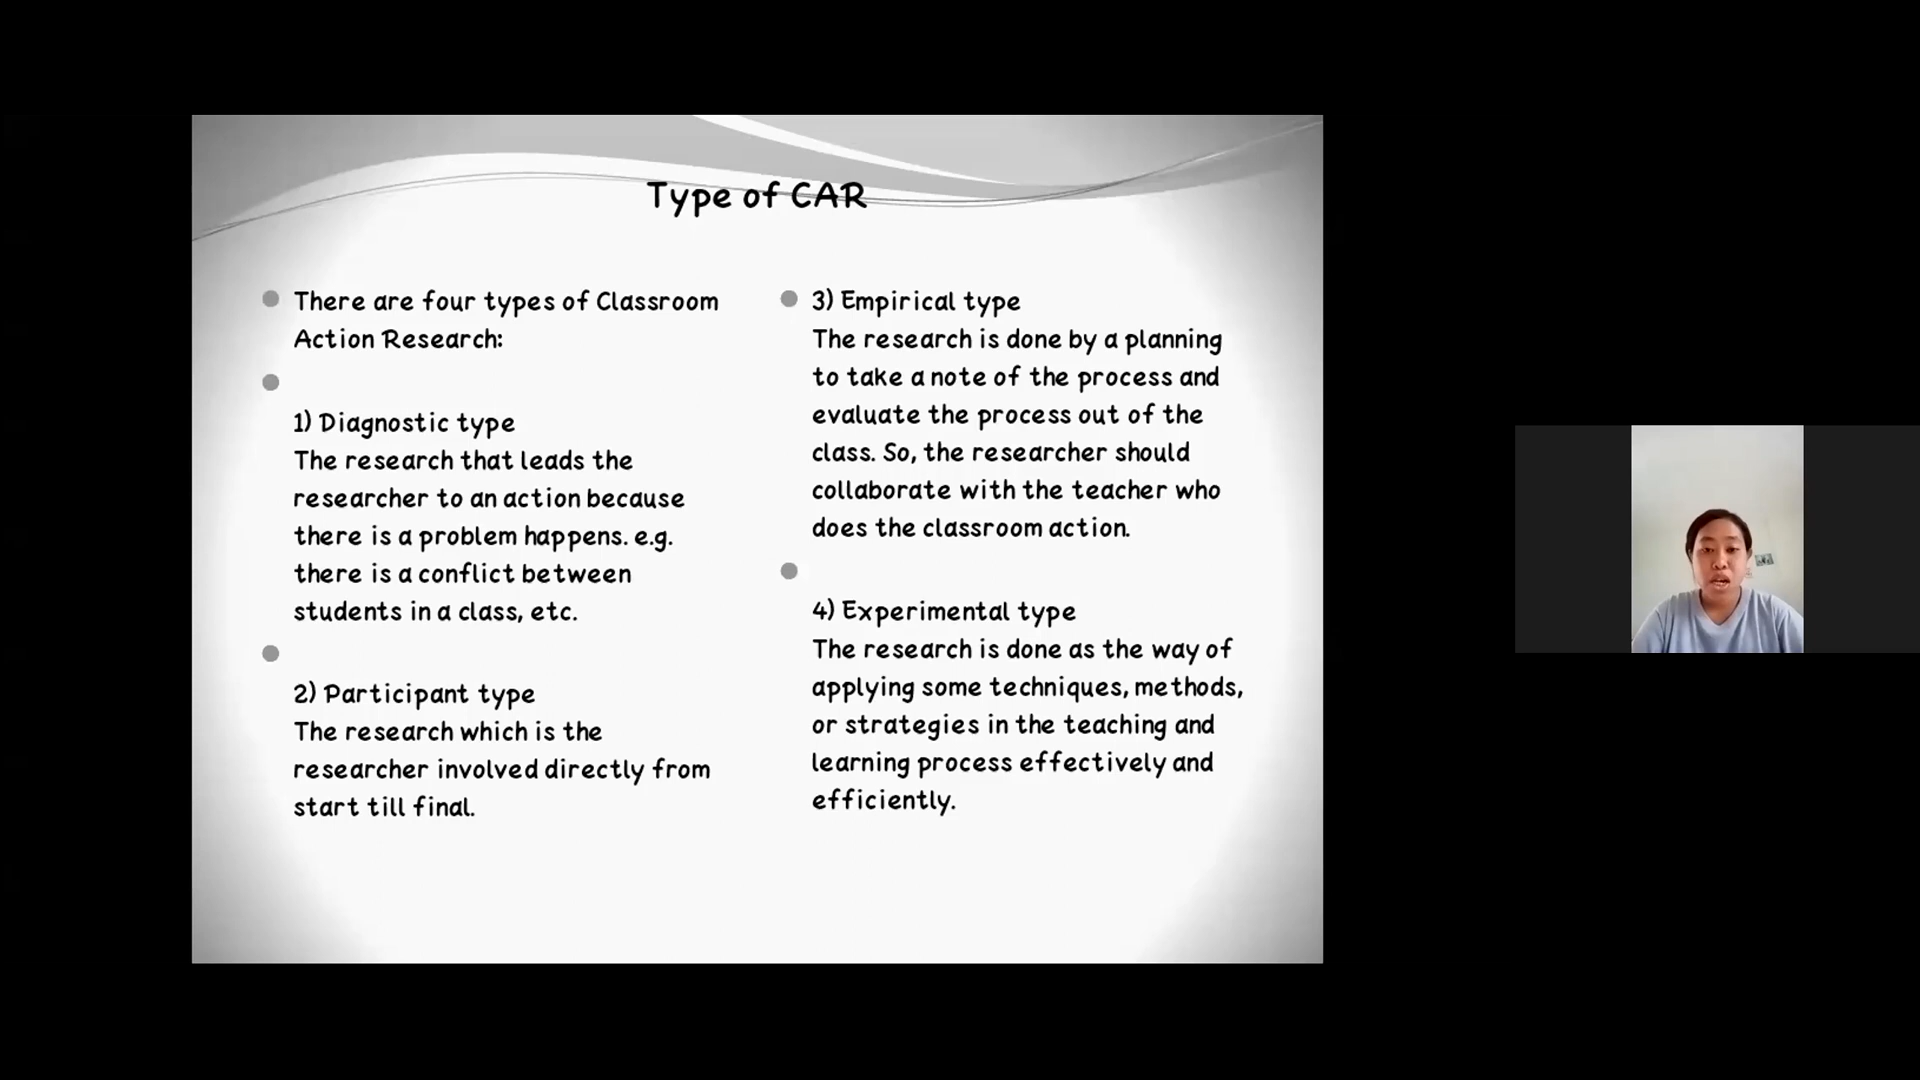 Type of CAR
There are four types of Classroom
Action Research:
1) Diagnostic type
The research that leads the
researcher to an action because
there is a problem happens. e.g.
there is a conflict between
students in a class, etc.
2) Participant type
The research which is the
researcher involved directly from
start till final.
3) Empirical type
The research is done by a planning
to take a note of the process and
evaluate the process out of the
class. So, the researcher should
collaborate with the teacher who
does the classroom action.
4) Experimental type
The research is done as the way of
applying some techniques, methods,
or strategies in the teaching and
learning process effectively and
efficiently.